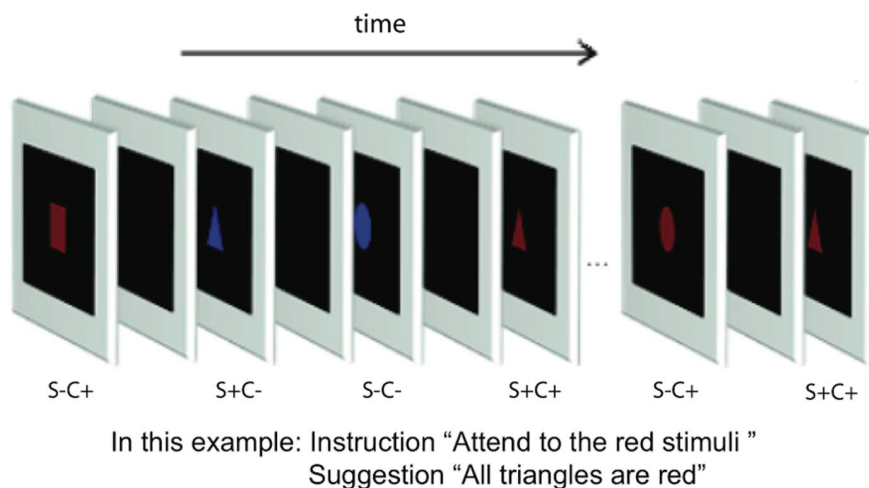 time
...
S-C+ S+C- S-C- S+C+ S-C+ S+C+
In this example: Instruction “Attend to the red stimuli ”
Suggestion “All triangles are red”